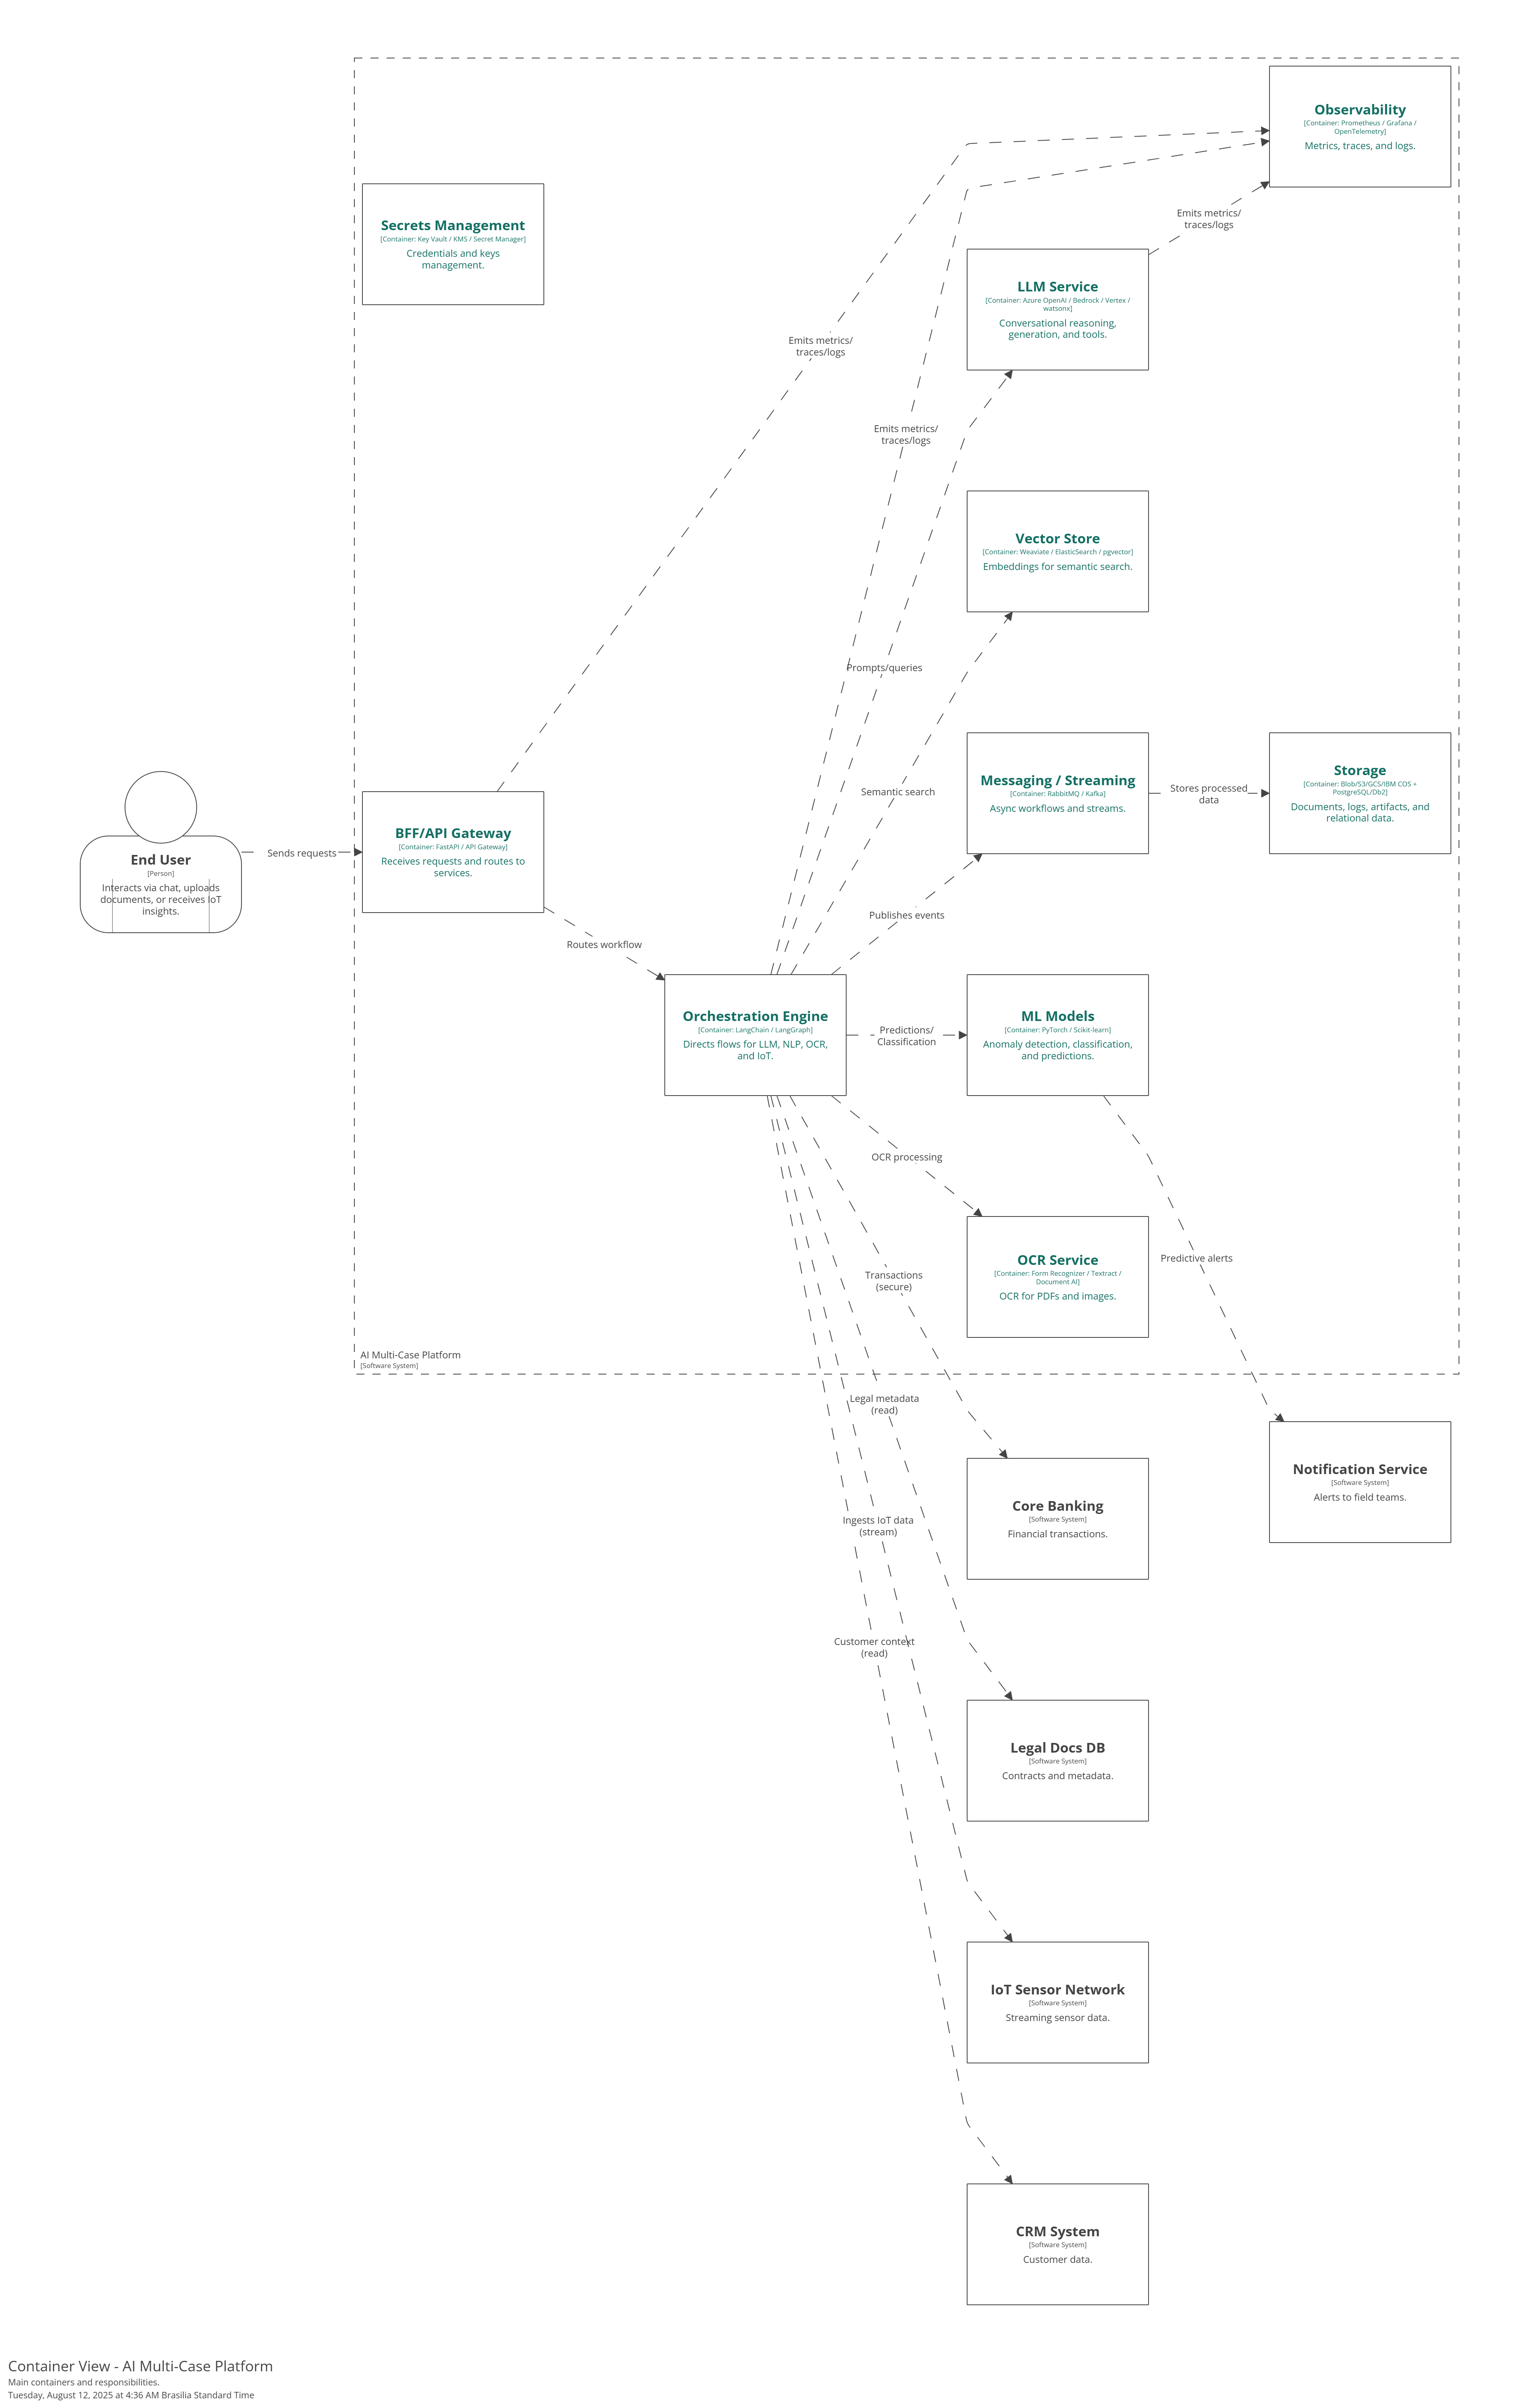 Observability
[Container: Prometheus / Grafana /
OpenTelemetry]
Metrics, traces, and logs.
Secrets Management
[Container: Key Vault / KMS / Secret Manager]
Credentials and keys
management.
Emits metrics/
traces/logs
LLM Service
[Container: Azure OpenAI / Bedrock / Vertex /
watsonx]
Conversational reasoning,
generation, and tools.
Emits metrics/
traces/logs
Emits metrics/
traces/logs
Vector Store
[Container: Weaviate / ElasticSearch / pgvector]
Embeddings for semantic search.
Prompts/queries
Semantic search
Messaging / Streaming
[Container: RabbitMQ / Kafka]
Async workflows and streams.
Stores processed
data
Storage
[Container: Blob/S3/GCS/IBM COS +
PostgreSQL/Db2]
Documents, logs, artifacts, and
relational data.
End User
[Person]
Interacts via chat, uploads
documents, or receives IoT
insights.
Sends requests
BFF/API Gateway
[Container: FastAPI / API Gateway]
Receives requests and routes to
services.
Routes workflow
Publishes events
Orchestration Engine
[Container: LangChain / LangGraph]
Directs flows for LLM, NLP, OCR,
and IoT.
Predictions/
Classification
ML Models
[Container: PyTorch / Scikit-learn]
Anomaly detection, classification,
and predictions.
OCR processing
OCR Service
[Container: Form Recognizer / Textract /
Document AI]
OCR for PDFs and images.
Predictive alerts
Transactions
(secure)
AI Multi-Case Platform
[Software System]
Legal metadata
(read)
Core Banking
[Software System]
Financial transactions.
Notification Service
[Software System]
Alerts to field teams.
Ingests IoT data
(stream)
Customer context
(read)
Legal Docs DB
[Software System]
Contracts and metadata.
IoT Sensor Network
[Software System]
Streaming sensor data.
CRM System
[Software System]
Customer data.
Container View - AI Multi-Case Platform
Main containers and responsibilities.
Tuesday, August 12, 2025 at 4:36 AM Brasilia Standard Time